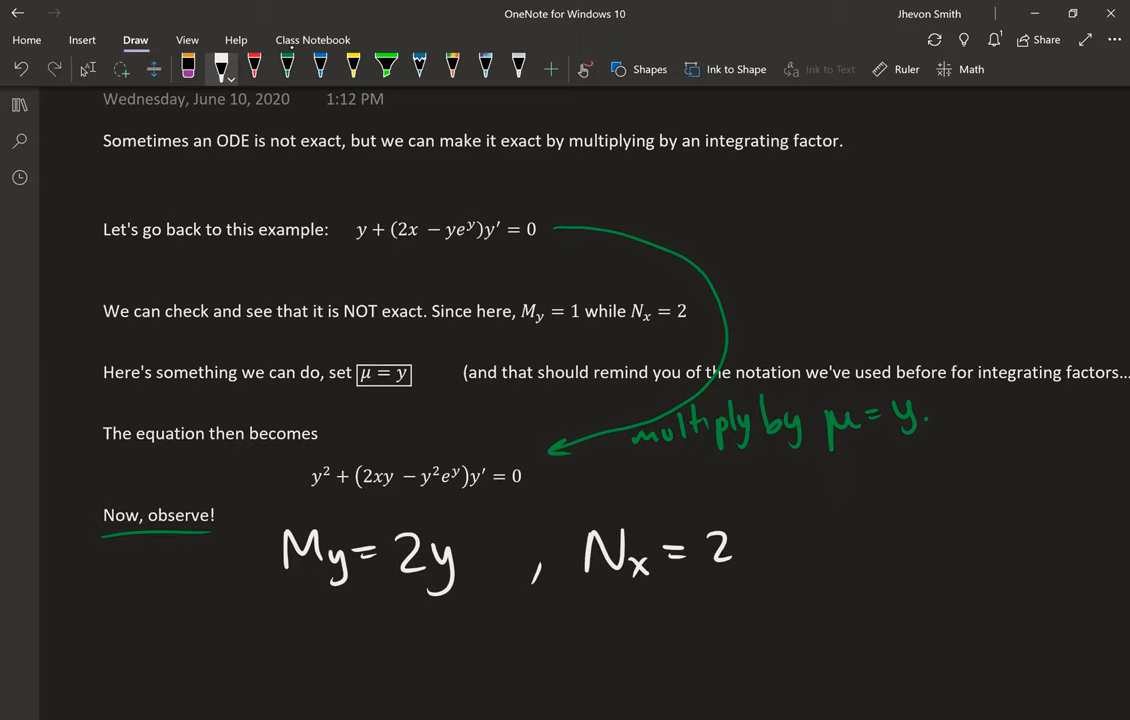 OneNote for Windows 10
Jhevon Smith
Home Insert Draw View Help Class Notebook
Share
Shapes Ink to Shape Ink to Text Ruler Math
Wednesday, June 10, 2020 1:12 PM
Sometimes an ODE is not exact, but we can make it exact by multiplying by an integrating factor.
Let's go back to this example: y + (2x − ye^y)y′ = 0
We can check and see that it is NOT exact. Since here, M_y = 1 while N_x = 2
Here's something we can do, set μ = y (and that should remind you of the notation we've used before for integrating factors...
multiply by μ = y.
The equation then becomes
y² + (2xy − y²e^y)y′ = 0
Now, observe!
M_y = 2y , N_x = 2